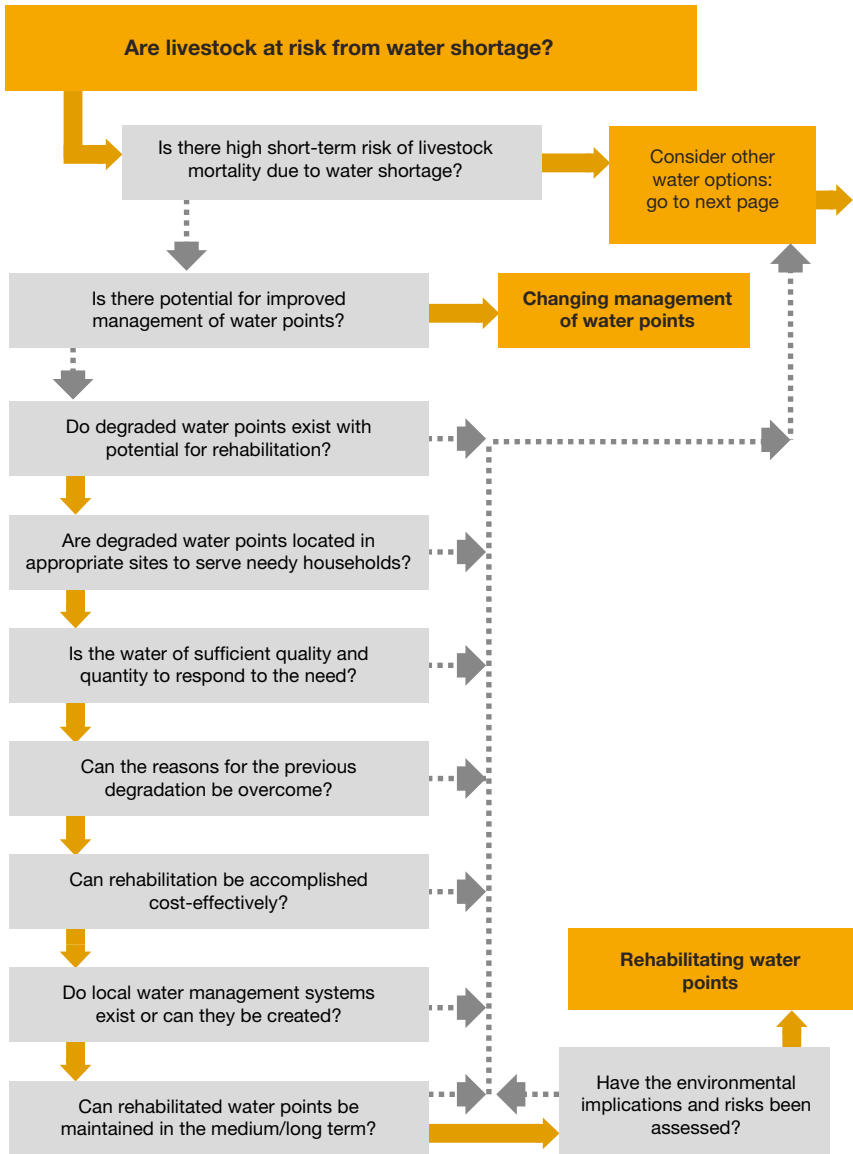 Are livestock at risk from water shortage?
Is there high short-term risk of livestock
mortality due to water shortage?
Consider other
water options:
go to next page
Is there potential for improved
management of water points?
Changing management
of water points
Do degraded water points exist with
potential for rehabilitation?
Are degraded water points located in
appropriate sites to serve needy households?
Is the water of sufficient quality and
quantity to respond to the need?
Can the reasons for the previous
degradation be overcome?
Can rehabilitation be accomplished
cost-effectively?
Do local water management systems
exist or can they be created?
Can rehabilitated water points be
maintained in the medium/long term?
Have the environmental
implications and risks been
assessed?
Rehabilitating water
points